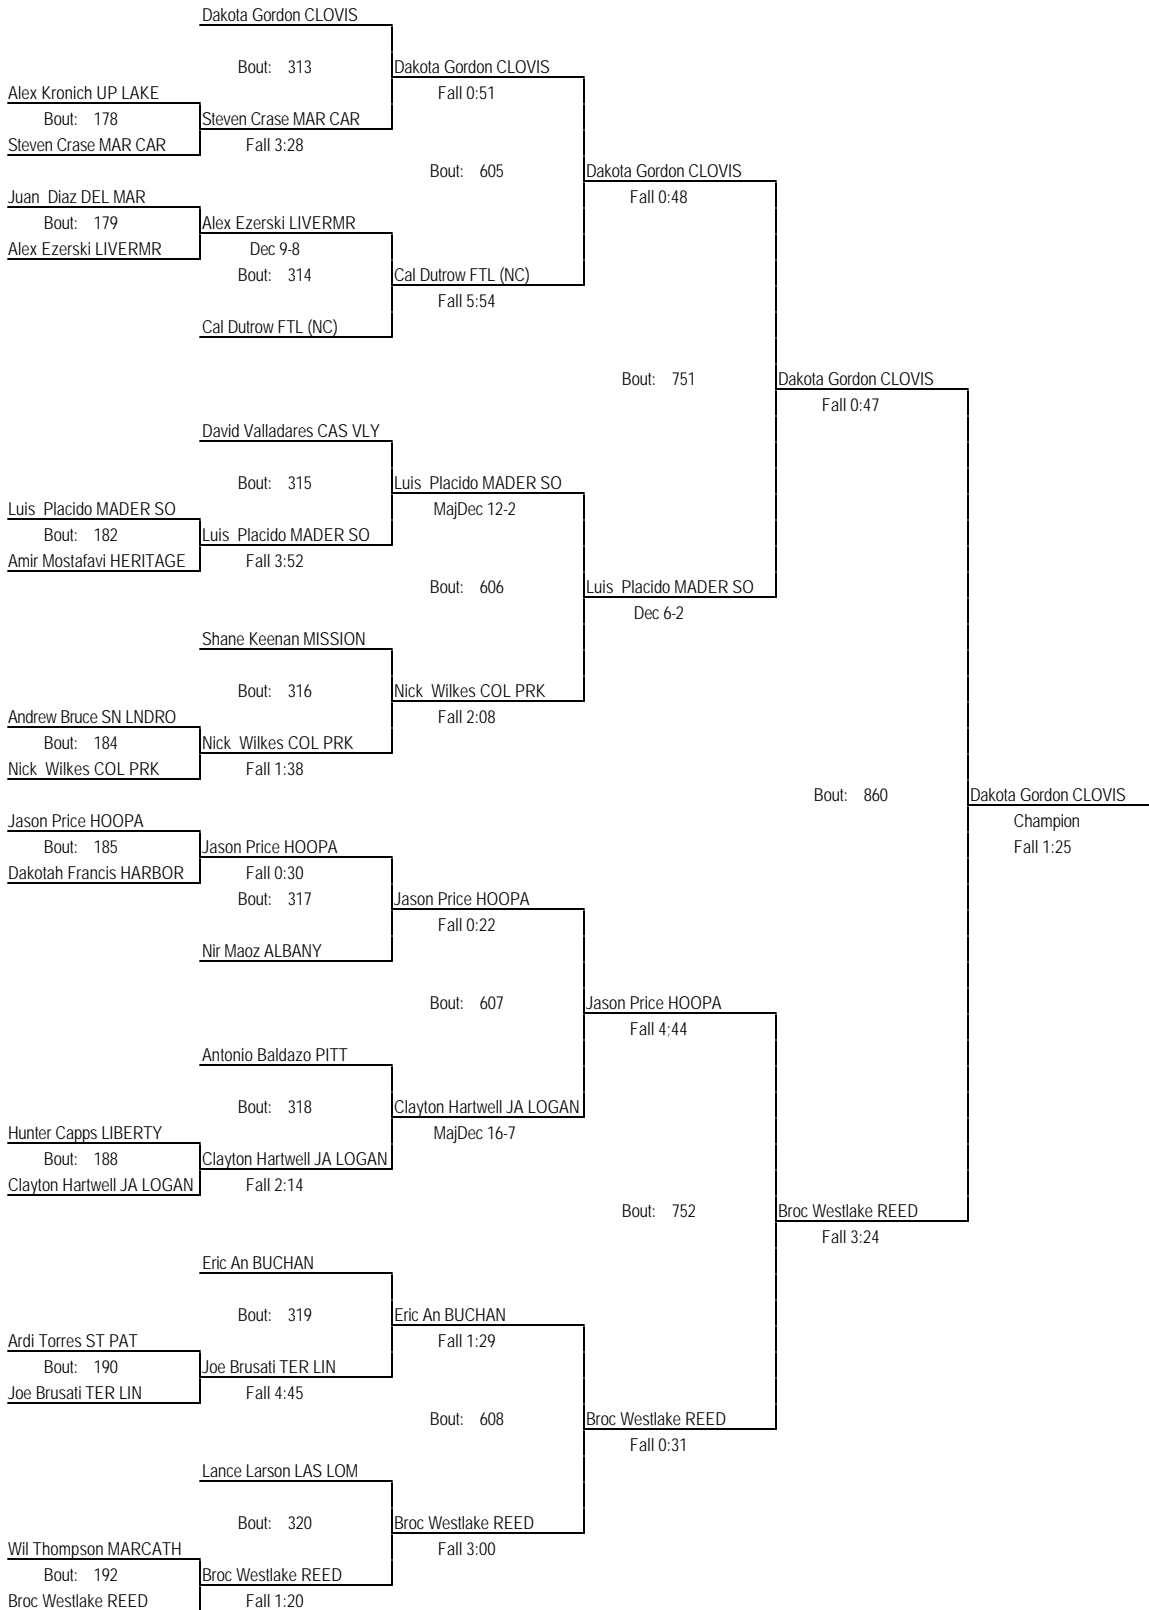 Dakota Gordon CLOVIS
Bout: 313 Dakota Gordon CLOVIS
Alex Kronich UP LAKE Fall 0:51
Bout: 178 Steven Crase MAR CAR
Steven Crase MAR CAR Fall 3:28
Bout: 605 Dakota Gordon CLOVIS
Juan Diaz DEL MAR Fall 0:48
Bout: 179 Alex Ezerski LIVERMR
Alex Ezerski LIVERMR Dec 9-8
Bout: 314 Cal Dutrow FTL (NC)
Fall 5:54
Cal Dutrow FTL (NC)
Bout: 751 Dakota Gordon CLOVIS
Fall 0:47
David Valladares CAS VLY
Bout: 315 Luis Placido MADER SO
Luis Placido MADER SO MajDec 12-2
Bout: 182 Luis Placido MADER SO
Amir Mostafavi HERITAGE Fall 3:52
Bout: 606 Luis Placido MADER SO
Dec 6-2
Shane Keenan MISSION
Bout: 316 Nick Wilkes COL PRK
Andrew Bruce SN LNDRO Fall 2:08
Bout: 184 Nick Wilkes COL PRK
Nick Wilkes COL PRK Fall 1:38
Bout: 860 Dakota Gordon CLOVIS
Jason Price HOOPA Champion
Bout: 185 Jason Price HOOPA Fall 1:25
Dakotah Francis HARBOR Fall 0:30
Bout: 317 Jason Price HOOPA
Fall 0:22
Nir Maoz ALBANY
Bout: 607 Jason Price HOOPA
Fall 4;44
Antonio Baldazo PITT
Bout: 318 Clayton Hartwell JA LOGAN
Hunter Capps LIBERTY MajDec 16-7
Bout: 188 Clayton Hartwell JA LOGAN
Clayton Hartwell JA LOGAN Fall 2:14
Bout: 752 Broc Westlake REED
Fall 3:24
Eric An BUCHAN
Bout: 319 Eric An BUCHAN
Ardi Torres ST PAT Fall 1:29
Bout: 190 Joe Brusati TER LIN
Joe Brusati TER LIN Fall 4:45
Bout: 608 Broc Westlake REED
Fall 0:31
Lance Larson LAS LOM
Bout: 320 Broc Westlake REED
Wil Thompson MARCATH Fall 3:00
Bout: 192 Broc Westlake REED
Broc Westlake REED Fall 1:20